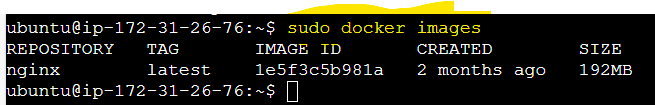 ubuntu@ip-172-31-26-76:~$ sudo docker images
REPOSITORY TAG IMAGE ID CREATED SIZE
nginx latest 1e5f3c5b981a 2 months ago 192MB
ubuntu@ip-172-31-26-76:~$